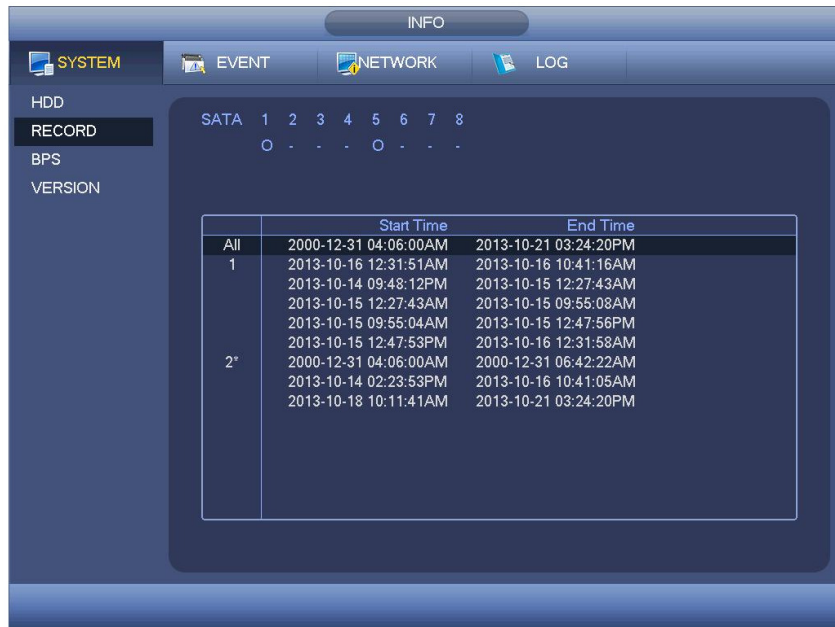 INFO
SYSTEM EVENT NETWORK LOG
HDD
RECORD
BPS
VERSION
SATA 1 2 3 4 5 6 7 8
O - - - O - - -
Start Time End Time
All 2000-12-31 04:06:00AM 2013-10-21 03:24:20PM
1 2013-10-16 12:31:51AM 2013-10-16 10:41:16AM
2013-10-14 09:48:12PM 2013-10-15 12:27:43AM
2013-10-15 12:27:43AM 2013-10-15 09:55:08AM
2013-10-15 09:55:04AM 2013-10-15 12:47:56PM
2013-10-15 12:47:53PM 2013-10-16 12:31:58AM
2* 2000-12-31 04:06:00AM 2000-12-31 06:42:22AM
2013-10-14 02:23:53PM 2013-10-16 10:41:05AM
2013-10-18 10:11:41AM 2013-10-21 03:24:20PM